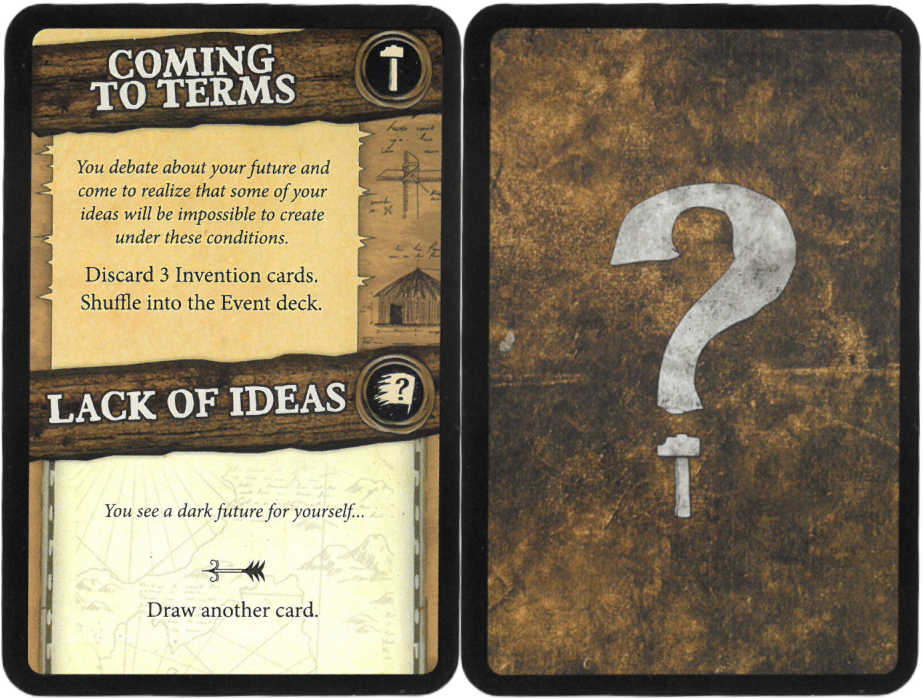 COMING
TO TERMS
You debate about your future and
come to realize that some of your
ideas will be impossible to create
under these conditions.
Discard 3 Invention cards.
Shuffle into the Event deck.
LACK OF IDEAS
?
You see a dark future for yourself...
Draw another card.
?